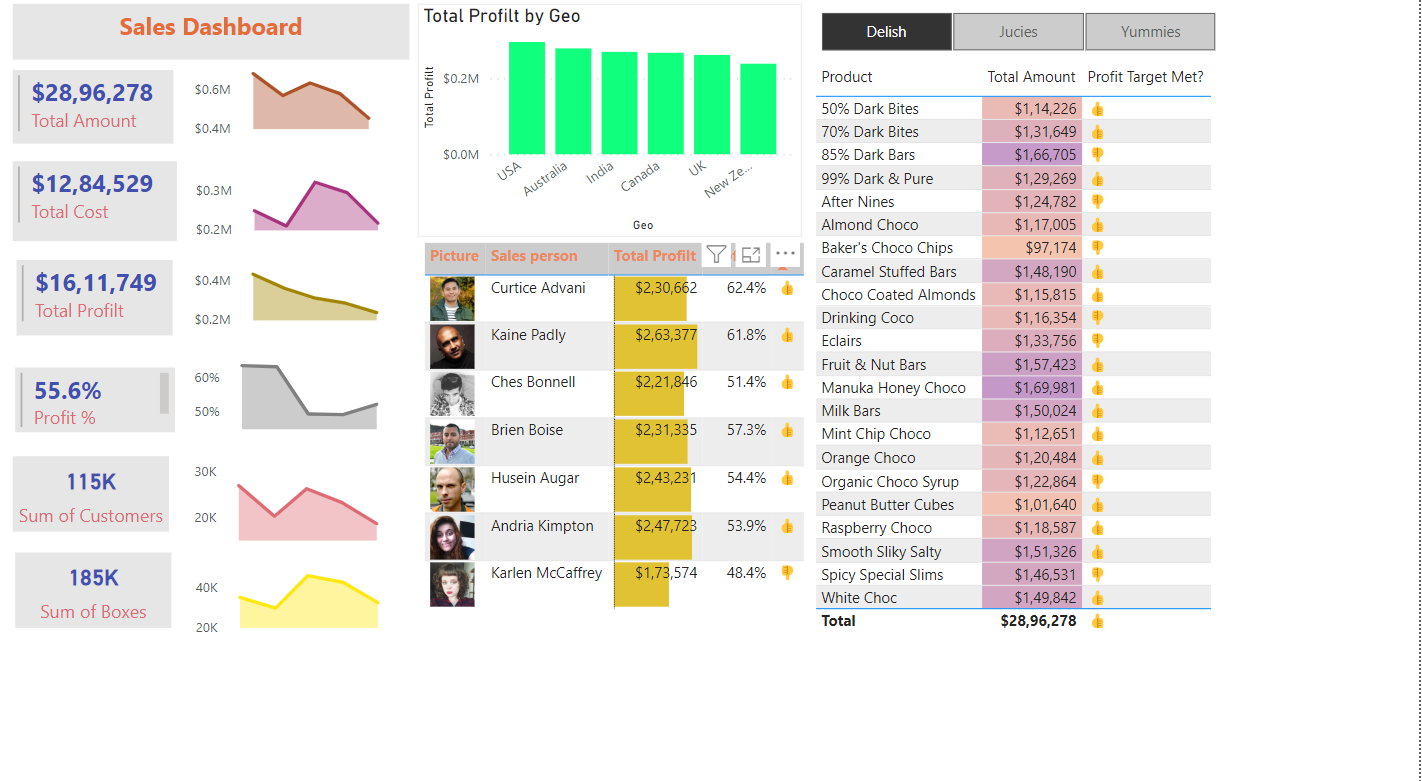 Sales Dashboard
$28,96,278
Total Amount
$0.6M
$0.4M
$12,84,529
Total Cost
$0.3M
$0.2M
$16,11,749
Total Profilt
$0.4M
$0.2M
55.6%
Profit %
60%
50%
115K
Sum of Customers
30K
20K
185K
Sum of Boxes
40K
20K
Total Profilt by Geo
Total Profilt
$0.2M
$0.0M
USA
Australia
India
Canada
UK
New Ze...
Geo
Picture Sales person Total Profilt
Curtice Advani $2,30,662 62.4% 👍
Kaine Padly $2,63,377 61.8% 👍
Ches Bonnell $2,21,846 51.4% 👍
Brien Boise $2,31,335 57.3% 👍
Husein Augar $2,43,231 54.4% 👍
Andria Kimpton $2,47,723 53.9% 👍
Karlen McCaffrey $1,73,574 48.4% 👎
Delish Jucies Yummies
Product Total Amount Profit Target Met?
50% Dark Bites $1,14,226 👍
70% Dark Bites $1,31,649 👍
85% Dark Bars $1,66,705 👎
99% Dark & Pure $1,29,269 👍
After Nines $1,24,782 👎
Almond Choco $1,17,005 👍
Baker's Choco Chips $97,174 👎
Caramel Stuffed Bars $1,48,190 👍
Choco Coated Almonds $1,15,815 👍
Drinking Coco $1,16,354 👎
Eclairs $1,33,756 👎
Fruit & Nut Bars $1,57,423 👍
Manuka Honey Choco $1,69,981 👍
Milk Bars $1,50,024 👍
Mint Chip Choco $1,12,651 👍
Orange Choco $1,20,484 👍
Organic Choco Syrup $1,22,864 👎
Peanut Butter Cubes $1,01,640 👍
Raspberry Choco $1,18,587 👍
Smooth Sliky Salty $1,51,326 👍
Spicy Special Slims $1,46,531 👎
White Choc $1,49,842 👍
Total $28,96,278 👍